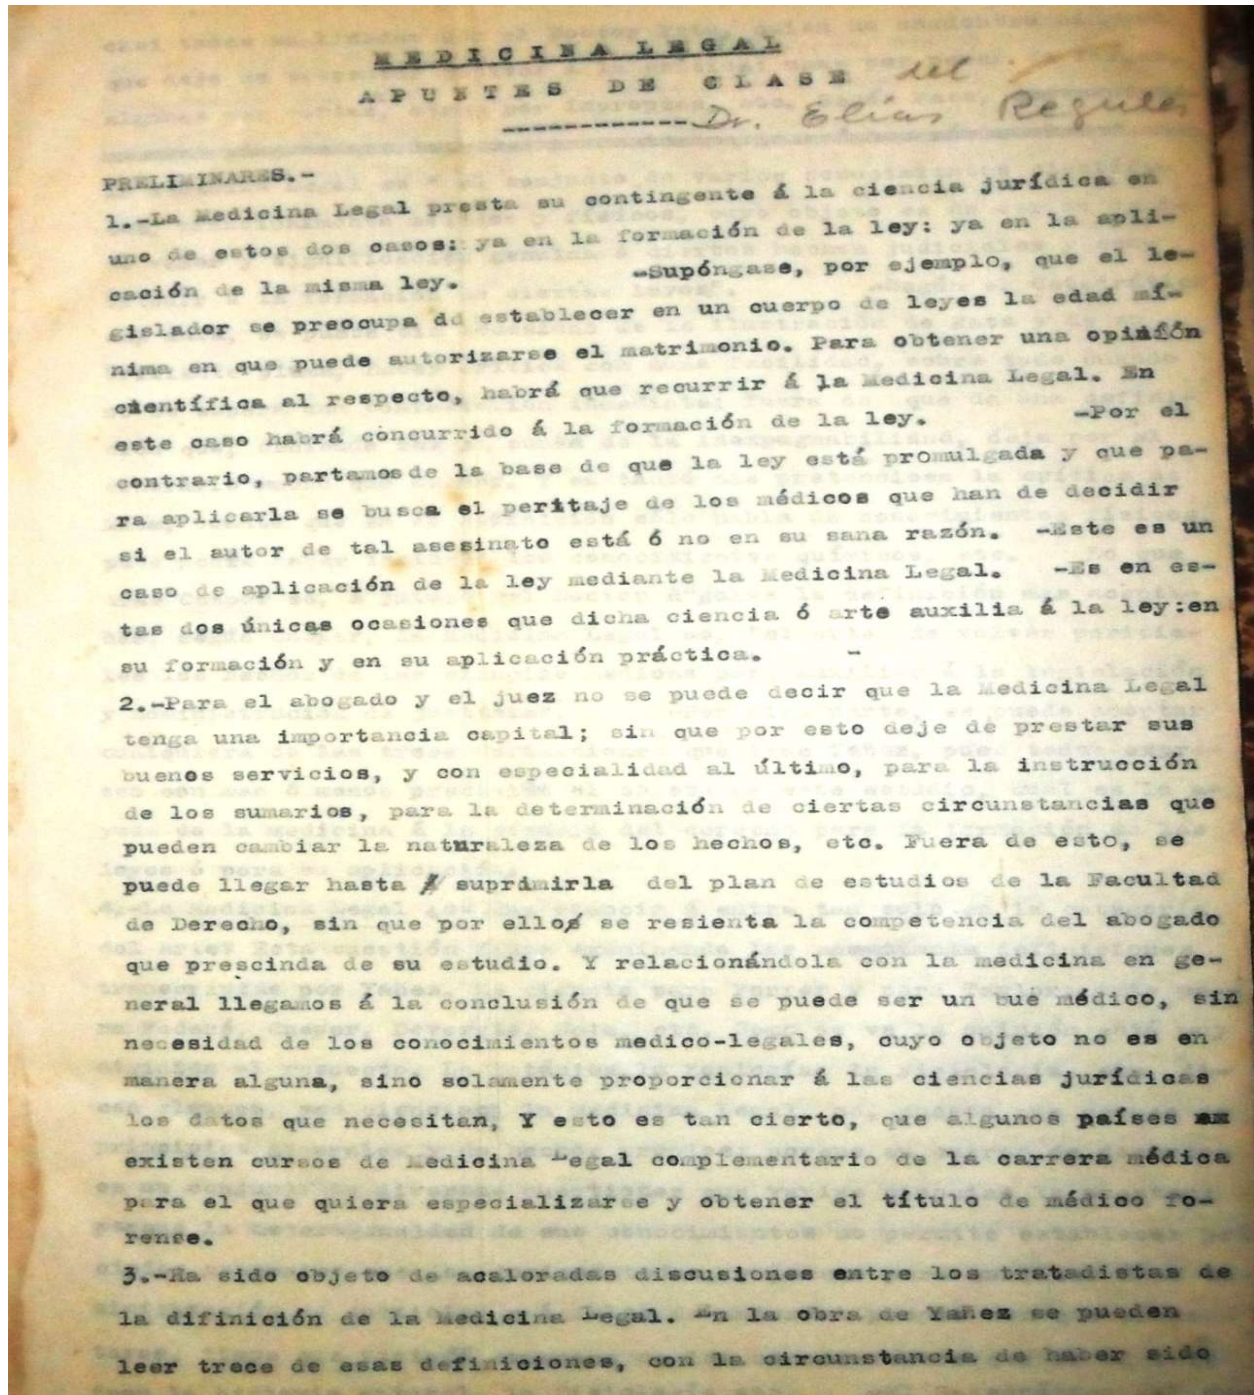 MEDICINA LEGAL
APUNTES DE CLASE del
------------Dr. Elías Regules
PRELIMINARES.-
1.-La Medicina Legal presta su contingente á la ciencia jurídica en
uno de estos dos casos: ya en la formación de la ley: ya en la apli-
cación de la misma ley. -Supóngase, por ejemplo, que el le-
gislador se preocupa dd establecer en un cuerpo de leyes la edad mí-
nima en que puede autorizarse el matrimonio. Para obtener una opinión
científica al respecto, habrá que recurrir á la Medicina Legal. En
este caso habrá concurrido á la formación de la ley. -Por el
contrario, partamos de la base de que la ley está promulgada y que pa-
ra aplicarla se busca el peritaje de los médicos que han de decidir
si el autor de tal asesinato está ó no en su sana razón. -Este es un
caso de aplicación de la ley mediante la Medicina Legal. -Es en es-
tas dos únicas ocasiones que dicha ciencia ó arte auxilia á la ley:en
su formación y en su aplicación práctica. -
2.-Para el abogado y el juez no se puede decir que la Medicina Legal
tenga una importancia capital; sin que por esto deje de prestar sus
buenos servicios, y con especialidad al último, para la instrucción
de los sumarios, para la determinación de ciertas circunstancias que
pueden cambiar la naturaleza de los hechos, etc. Fuera de esto, se
puede llegar hasta suprimirla del plan de estudios de la Facultad
de Derecho, sin que por ello se resienta la competencia del abogado
que prescinda de su estudio. Y relacionándola con la medicina en ge-
neral llegamos á la conclusión de que se puede ser un bue médico, sin
necesidad de los conocimientos medico-legales, cuyo objeto no es en
manera alguna, sino solamente proporcionar á las ciencias jurídicas
los datos que necesitan, Y esto es tan cierto, que algunos países
existen cursos de Medicina Legal complementario de la carrera médica
para el que quiera especializarse y obtener el título de médico fo-
rense.
3.-Ha sido objeto de acaloradas discusiones entre los tratadistas de
la difinición de la Medicina Legal. En la obra de Yañez se pueden
leer trece de esas definiciones, con la circunstancia de haber sido